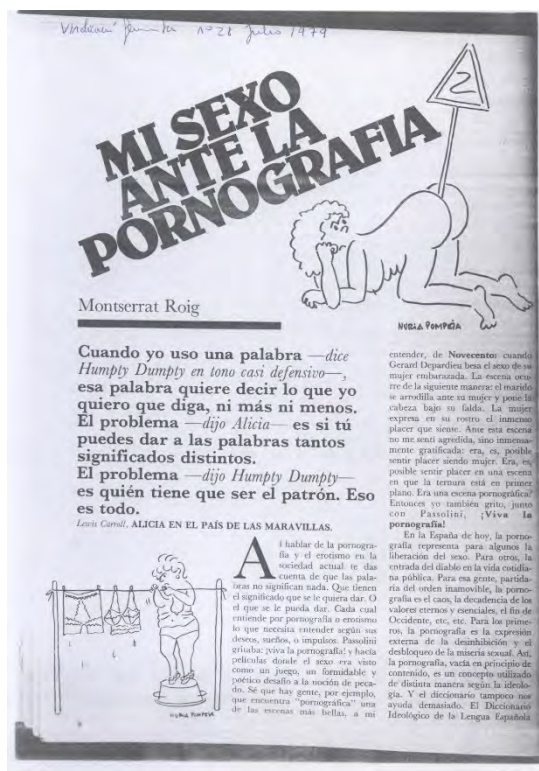 nº 28 julio 1979
MI SEXO
ANTE LA
PORNOGRAFIA
2
Montserrat Roig
NURIA POMPEIA
Cuando yo uso una palabra —dice
Humpty Dumpty en tono casi defensivo—,
esa palabra quiere decir lo que yo
quiero que diga, ni más ni menos.
El problema —dijo Alicia— es si tú
puedes dar a las palabras tantos
significados distintos.
El problema —dijo Humpty Dumpty—
es quién tiene que ser el patrón. Eso
es todo.
Lewis Carroll. ALICIA EN EL PAÍS DE LAS MARAVILLAS.
Al hablar de la pornogra-
fia y el erotismo en la
sociedad actual te das
cuenta de que las pala-
bras no significan nada. Que tienen
el significado que se le quiera dar. O
el que se le pueda dar. Cada cual
entiende por pornografía o erotismo
lo que necesita entender según sus
deseos, sueños, o impulsos. Passolini
gritaba: ¡viva la pornografía! y hacía
películas donde el sexo era visto
como un juego, un formidable y
poético desafío a la noción de peca-
do. Sé que hay gente, por ejemplo,
que encuentra "pornográfica" una
de las escenas más bellas, a mi
NURIA POMPEIA
entender, de Novecento: cuando
Gerard Depardieu besa el sexo de su
mujer embarazada. La escena ocu-
rre de la siguiente manera: el marido
se arrodilla ante su mujer y pone la
cabeza bajo su falda. La mujer
expresa en su rostro el inmenso
placer que siente. Ante esta escena
no me sentí agredida, sino inmensa-
mente gratificada: era, es, posible
sentir placer siendo mujer. Era, es,
posible sentir placer en una escena
en que la ternura está en primer
plano. Era una escena pornográfica?
Entonces yo también grito, junto
con Passolini, ¡Viva la
pornografía!
En la España de hoy, la porno-
grafía representa para algunos la
liberación del sexo. Para otros, la
entrada del diablo en la vida cotidia-
na pública. Para esa gente, partida-
ria del orden inamovible, la porno-
grafía es el caos, la decadencia de los
valores eternos y esenciales, el fin de
Occidente, etc, etc. Para los prime-
ros, la pornografía es la expresión
externa de la desinhibición y el
desbloqueo de la miseria sexual. Así,
la pornografía, vacía en principio de
contenido, es un concepto utilizado
de distinta manera según la ideolo-
gía. Y el diccionario tampoco nos
ayuda demasiado. El Diccionario
Ideológico de la Lengua Española